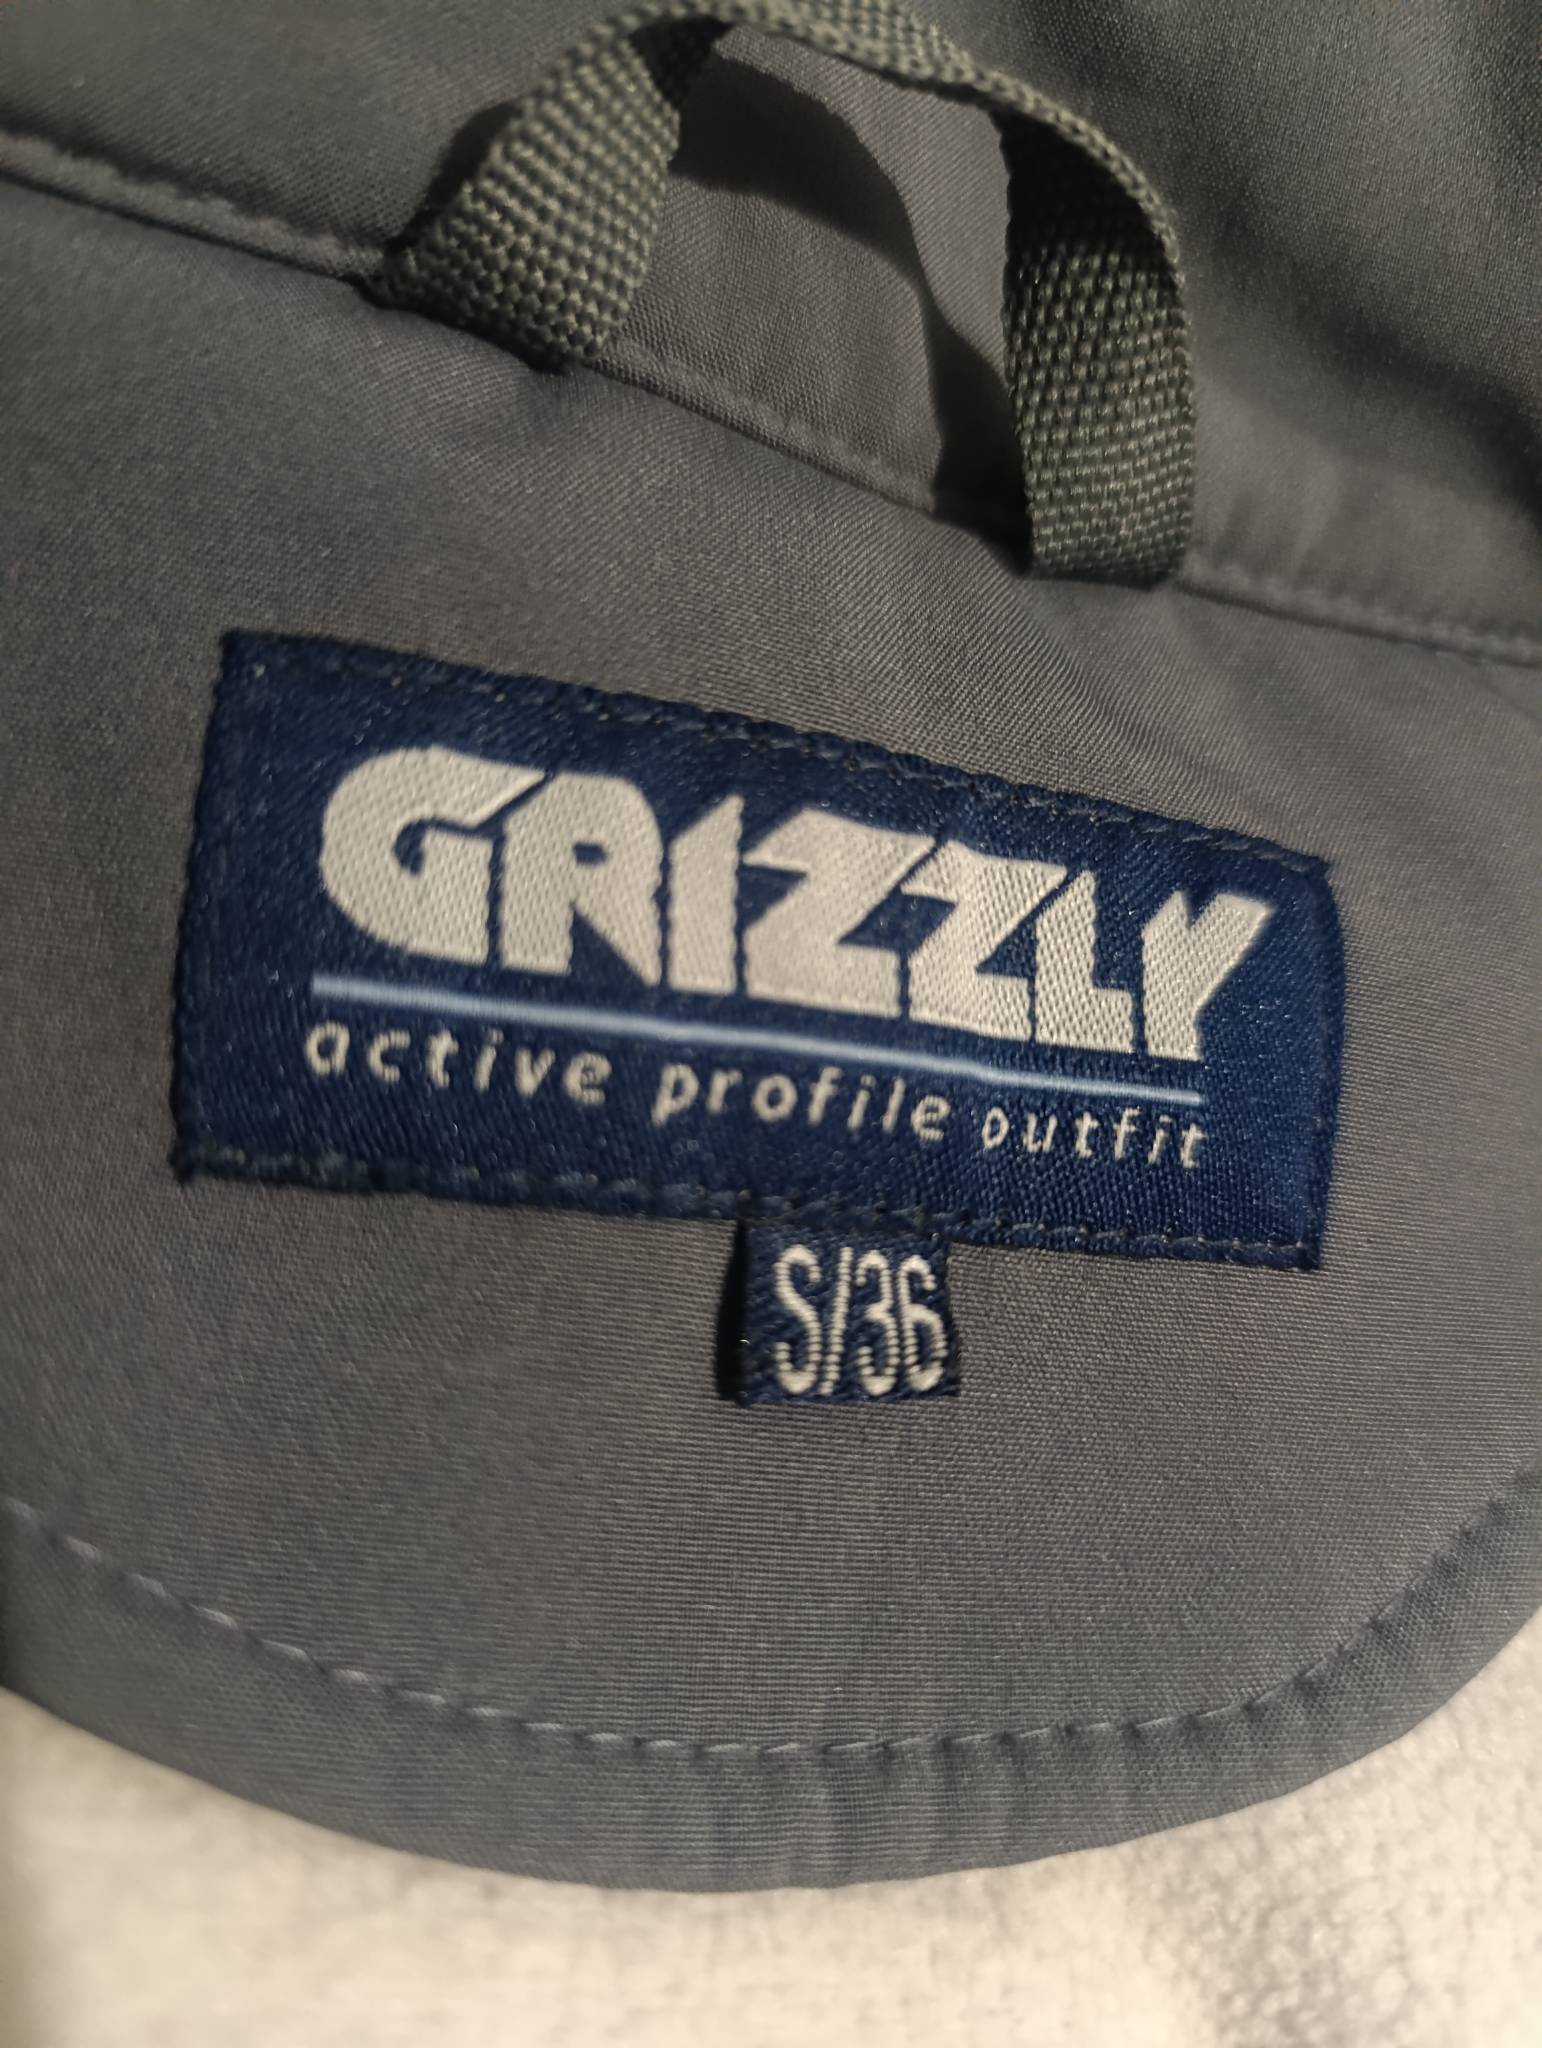 GRIZZLY
active profile outfit
S/36